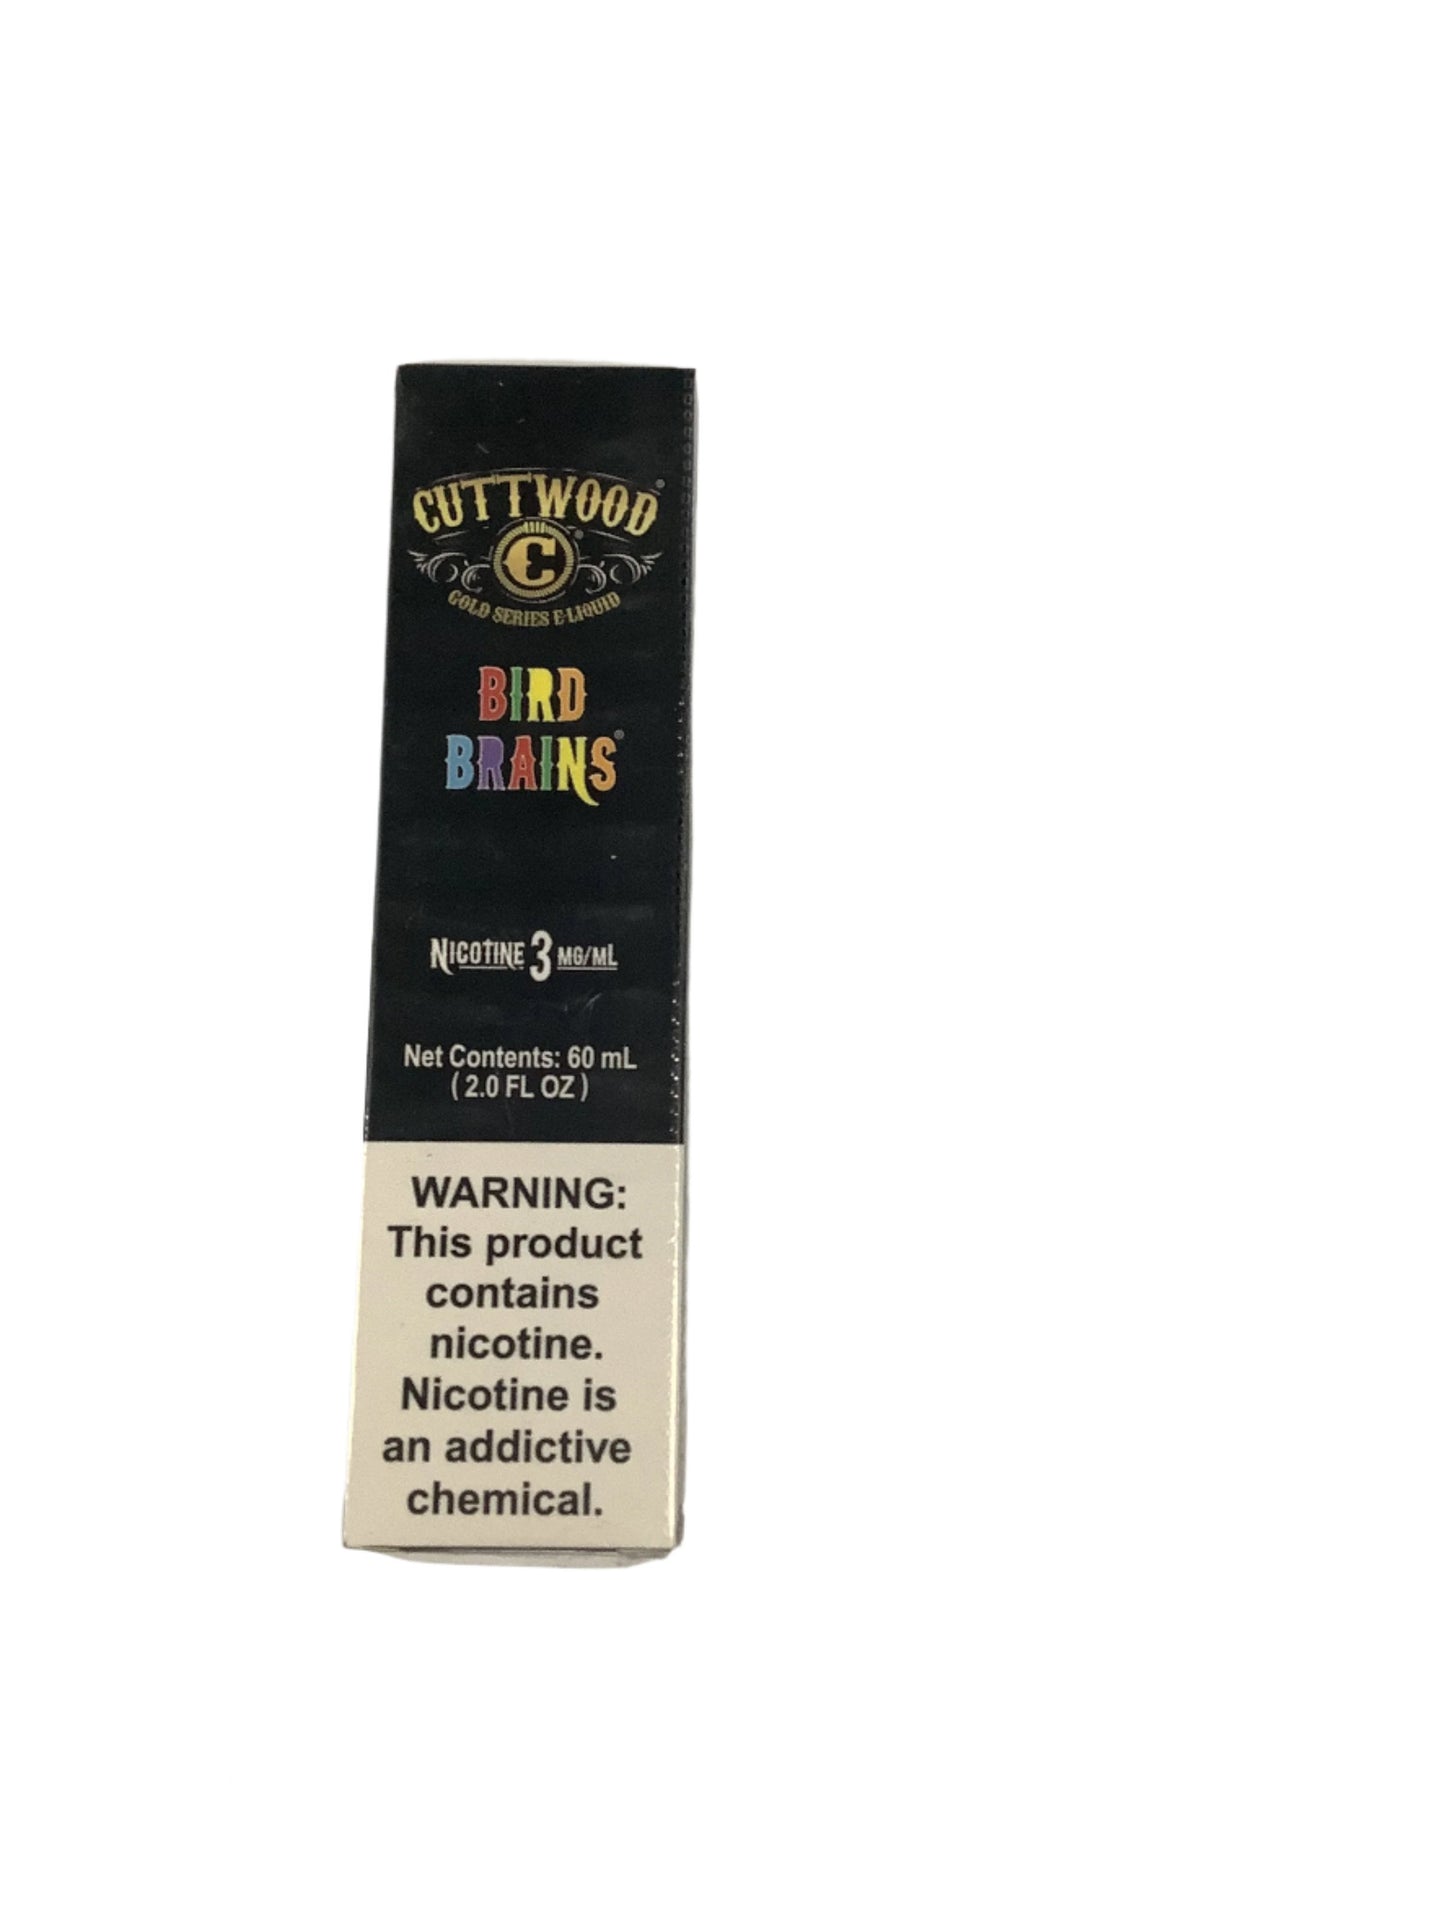 CUTTWOOD®
C®
GOLD SERIES E-LIQUID
BIRD
BRAINS®
NICOTINE 3 MG/ML
Net Contents: 60 mL
( 2.0 FL OZ )
WARNING:
This product
contains
nicotine.
Nicotine is
an addictive
chemical.